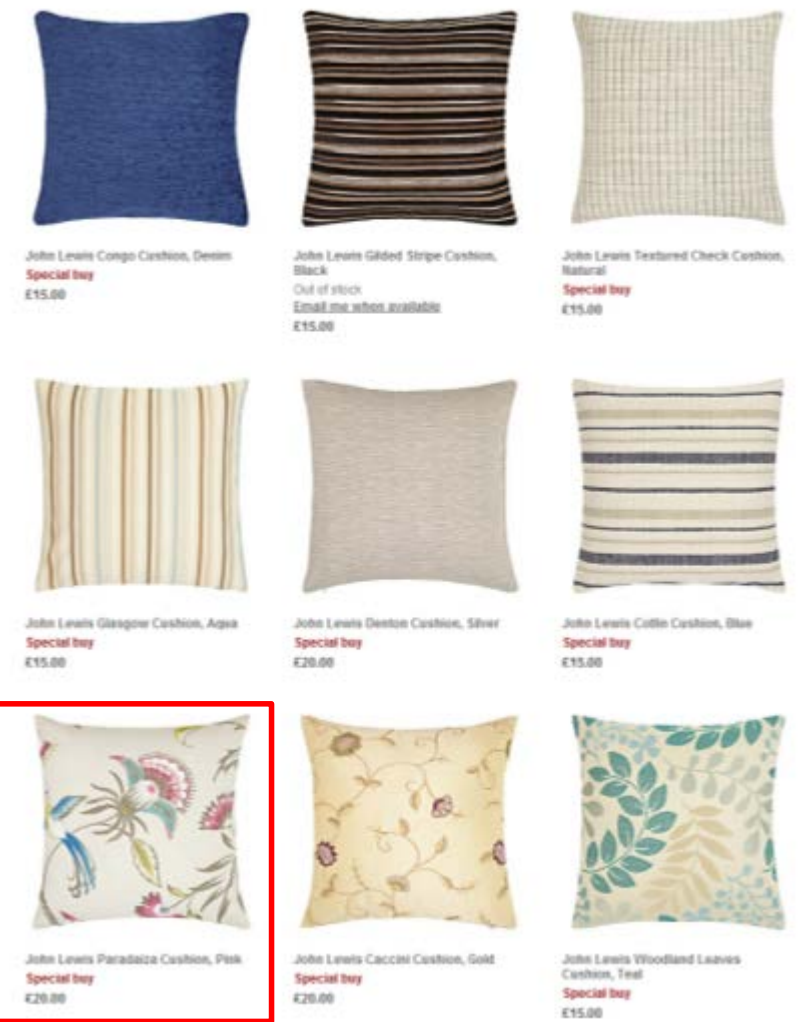 John Lewis Congo Cushion, Denim
Special buy
£15.00
John Lewis Gilded Stripe Cushion,
Black
Out of stock
Email me when available
£15.00
John Lewis Textured Check Cushion,
Natural
Special buy
£15.00
John Lewis Glasgow Cushion, Aqua
Special buy
£15.00
John Lewis Denton Cushion, Silver
Special buy
£20.00
John Lewis Cotlin Cushion, Blue
Special buy
£15.00
John Lewis Paradaiza Cushion, Pink
Special buy
£20.00
John Lewis Caccini Cushion, Gold
Special buy
£20.00
John Lewis Woodland Leaves
Cushion, Teal
Special buy
£15.00